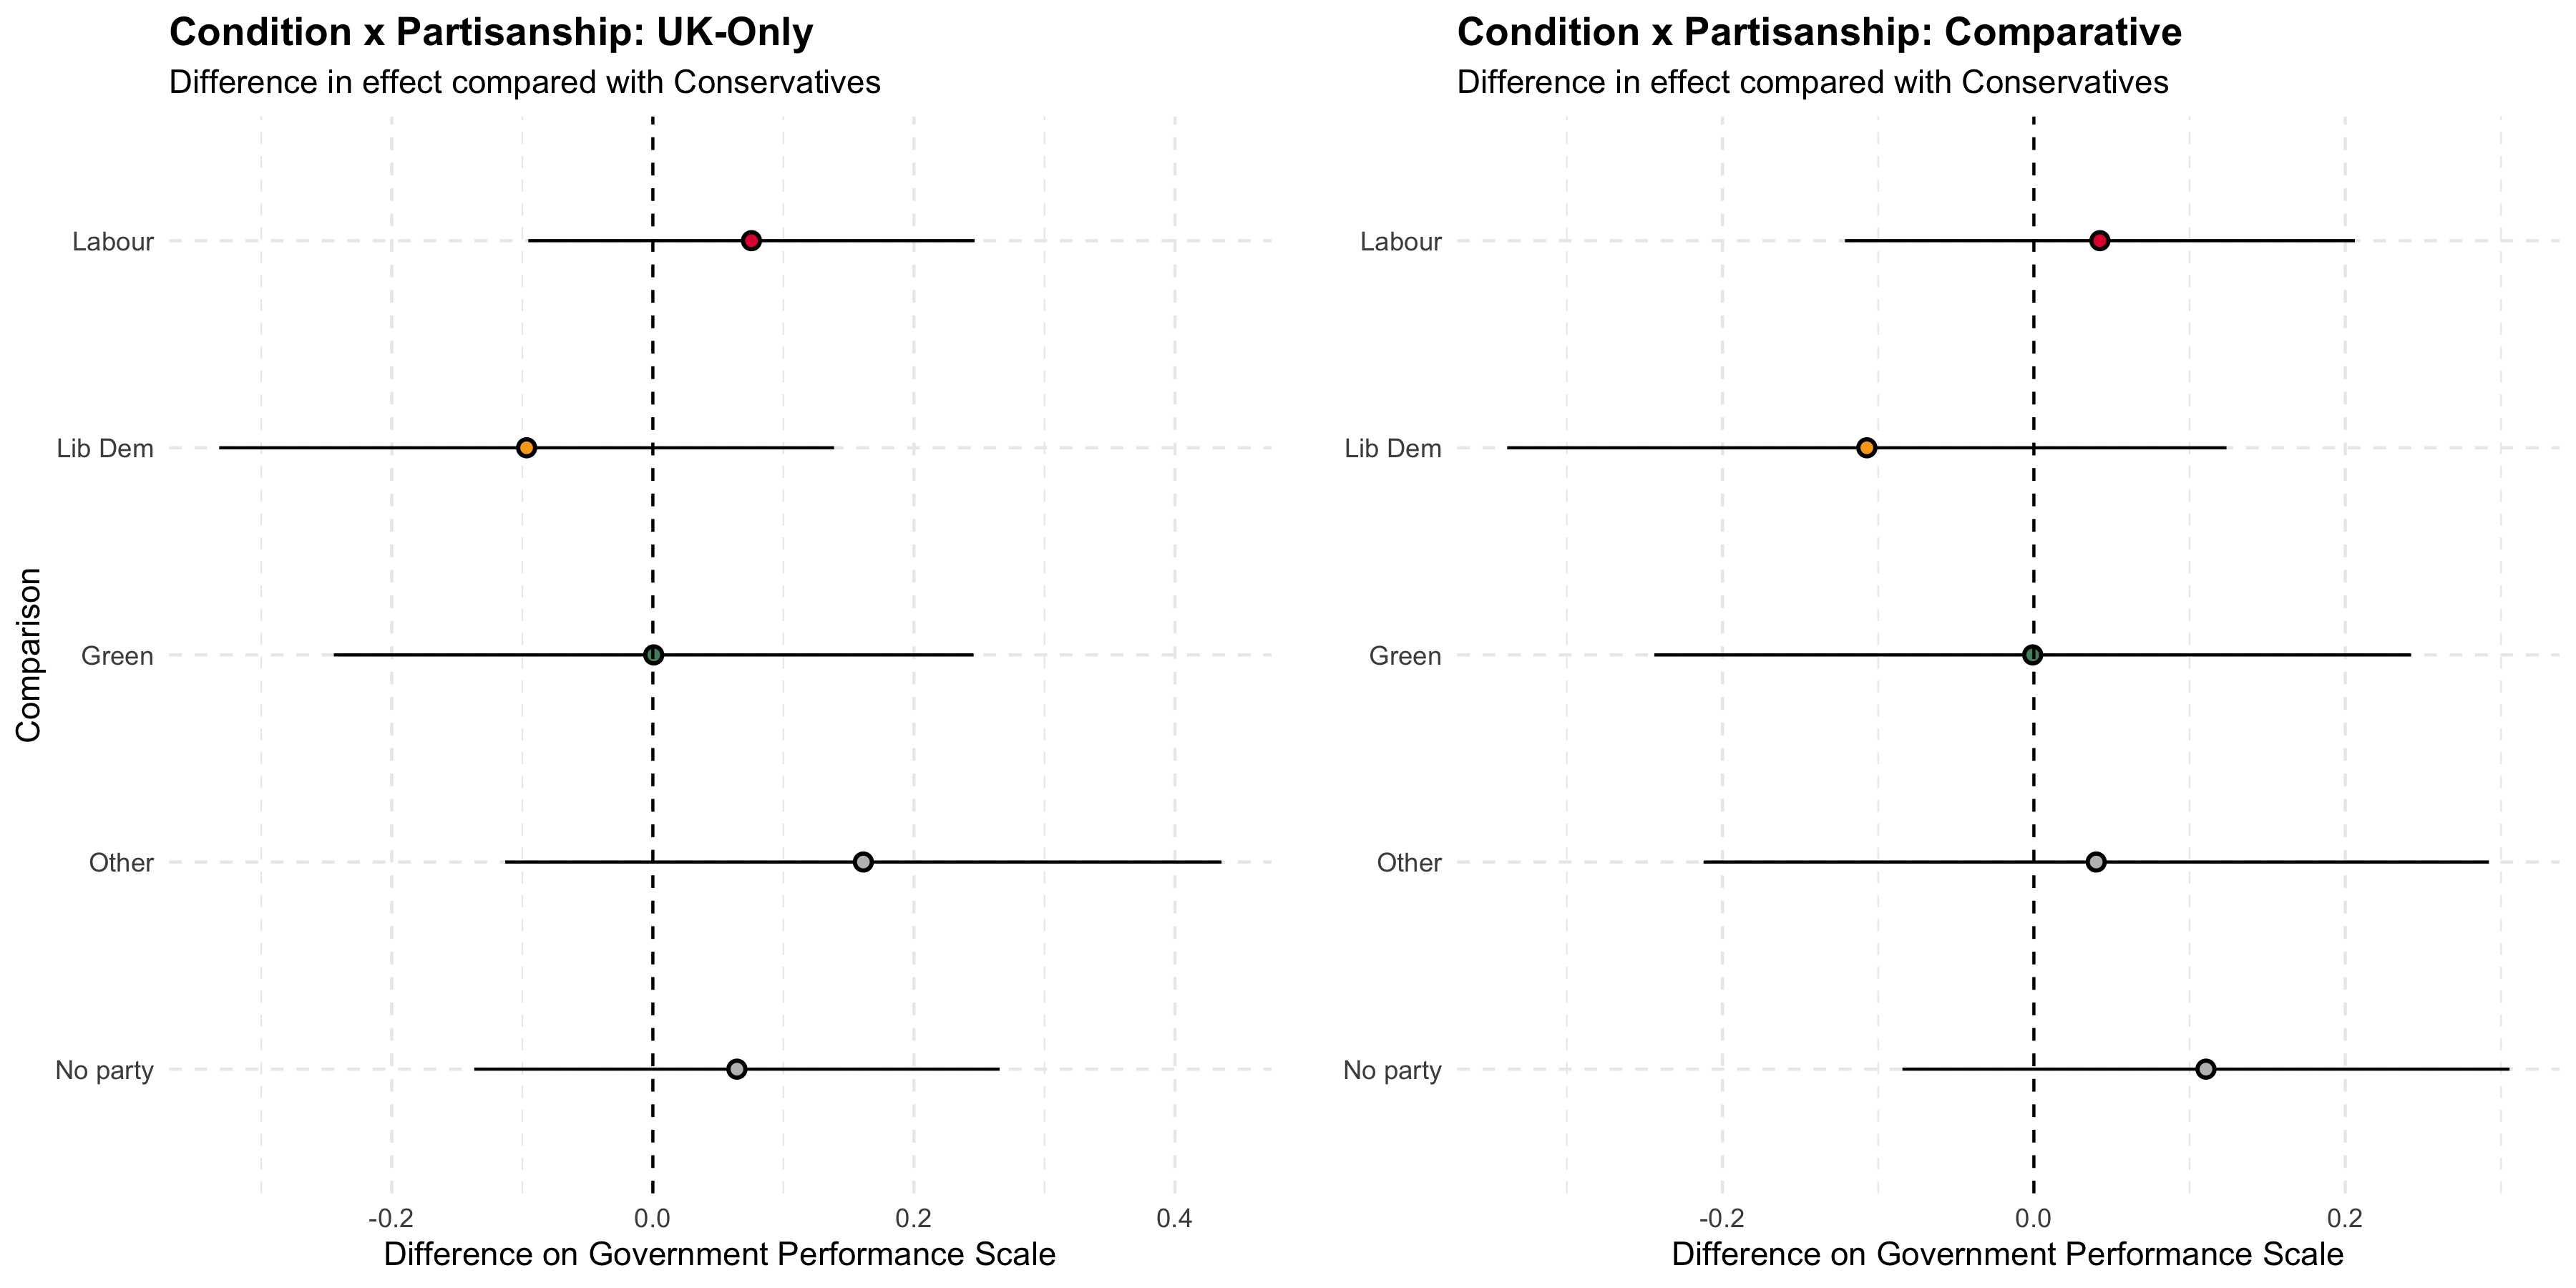 Condition x Partisanship: UK-Only
Difference in effect compared with Conservatives
Comparison
Labour
Lib Dem
Green
Other
No party
-0.2 0.0 0.2 0.4
Difference on Government Performance Scale
Condition x Partisanship: Comparative
Difference in effect compared with Conservatives
Labour
Lib Dem
Green
Other
No party
-0.2 0.0 0.2
Difference on Government Performance Scale